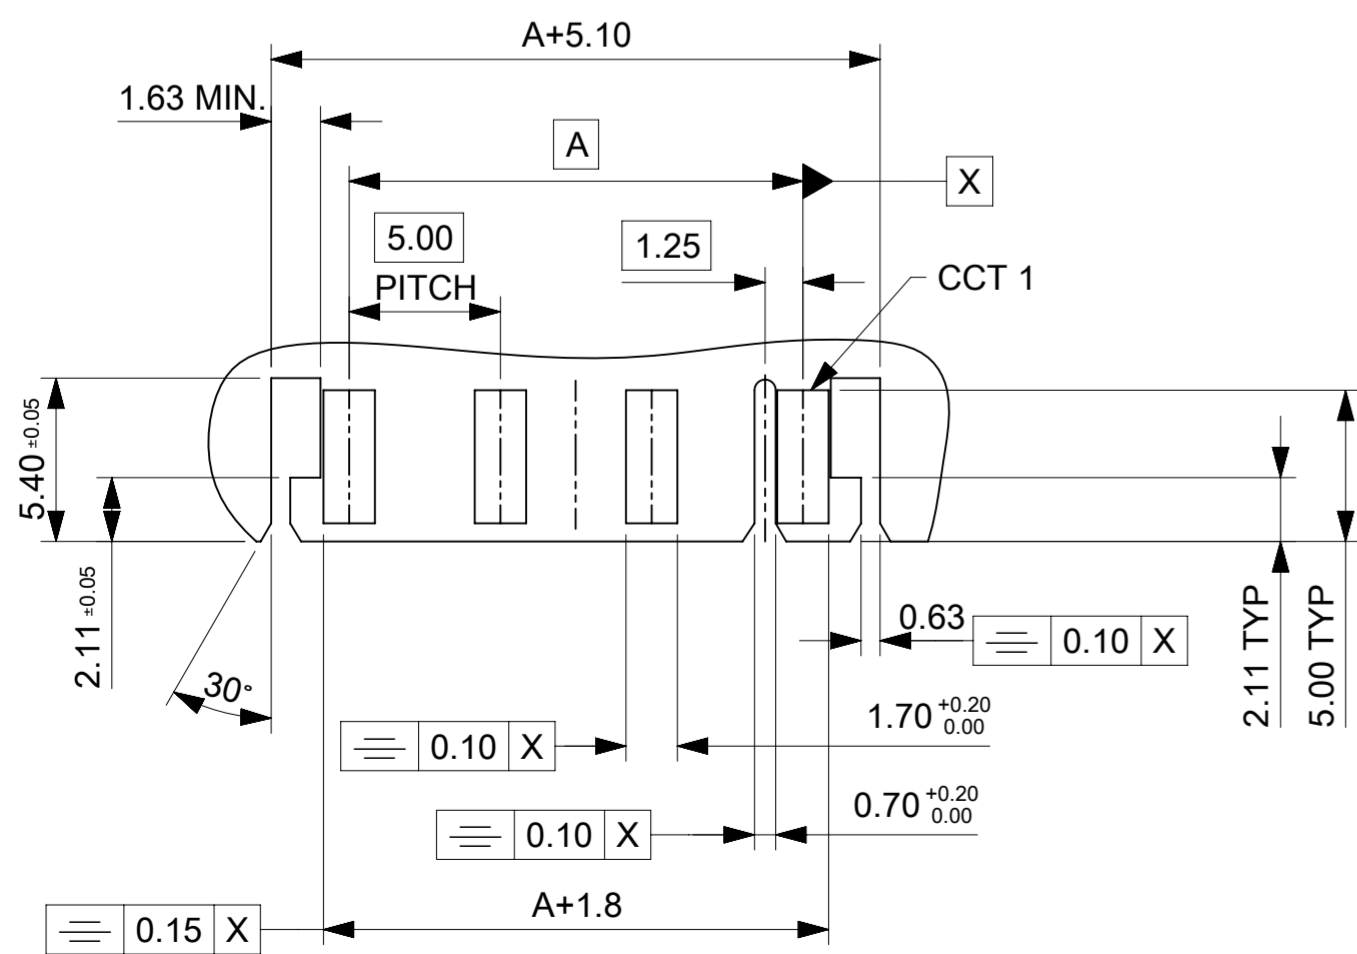 A+5.10
1.63 MIN.
A
X
5.00
PITCH
1.25
CCT 1
5.40 ±0.05
2.11 ±0.05
30°
0.63
0.10 X
2.11 TYP
5.00 TYP
1.70 +0.20 0.00
0.10 X
0.70 +0.20 0.00
0.10 X
A+1.8
0.15 X